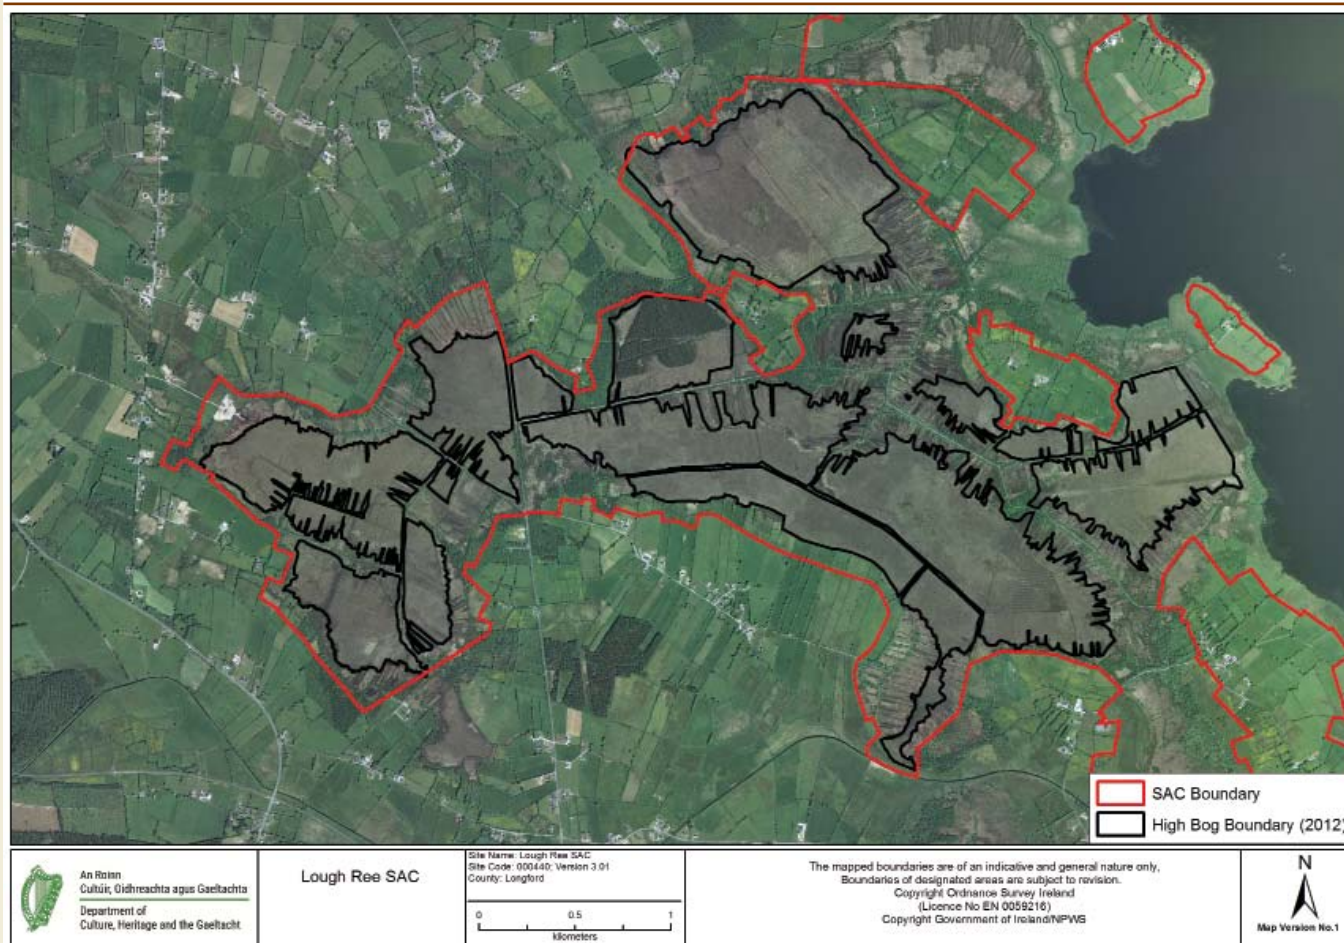 SAC Boundary
High Bog Boundary (2012)
An Roinn
Cultúir, Oidhreachta agus Gaeltachta
Department of
Culture, Heritage and the Gaeltacht
Lough Ree SAC
Site Name: Lough Ree SAC
Site Code: 000440; Version 3.01
County: Longford
0 0.5 1
kilometers
The mapped boundaries are of an indicative and general nature only,
Boundaries of designated areas are subject to revision.
Copyright Ordnance Survey Ireland
(Licence No EN 0059216)
Copyright Government of Ireland/NPWS
N
Map Version No.1